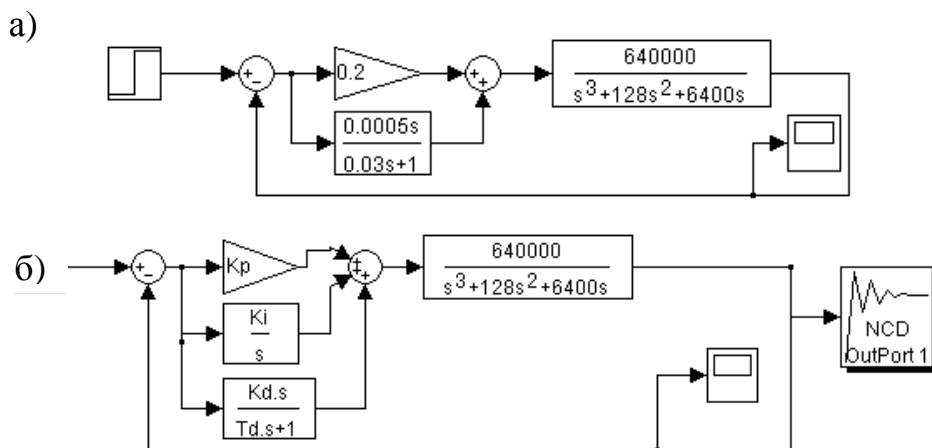 а)
+
−
0.2
+
+
640000
s³+128s²+6400s
0.0005s
0.03s+1
б)
+
−
Kp
+
+
+
640000
s³+128s²+6400s
Ki
s
NCD
OutPort 1
Kd.s
Td.s+1